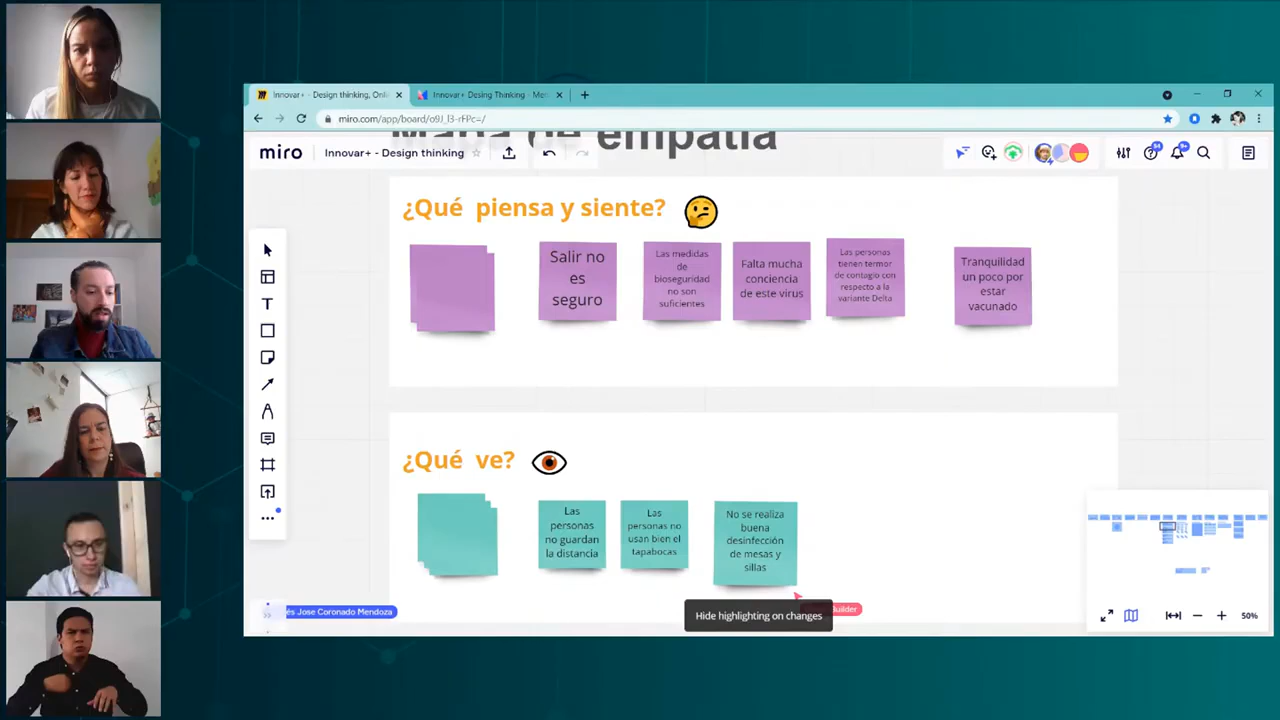 Innovar+ - Design thinking, Onli
Innovar+ Desing Thinking - Me
miro.com/app/board/o9J_l3-rFPc=/
Mapa de empatía
miro
Innovar+ - Design thinking
¿Qué piensa y siente?
Salir no
es
seguro
Las medidas
de
bioseguridad
no son
suficientes
Falta mucha
conciencia
de este virus
Las personas
tienen termor
de contagio con
respecto a la
variante Delta
Tranquilidad
un poco por
estar
vacunado
¿Qué ve?
Las
personas
no guardan
la distancia
Las
personas no
usan bien el
tapabocas
No se realiza
buena
desinfección
de mesas y
sillas
és Jose Coronado Mendoza
Hide highlighting on changes
Builder
50%